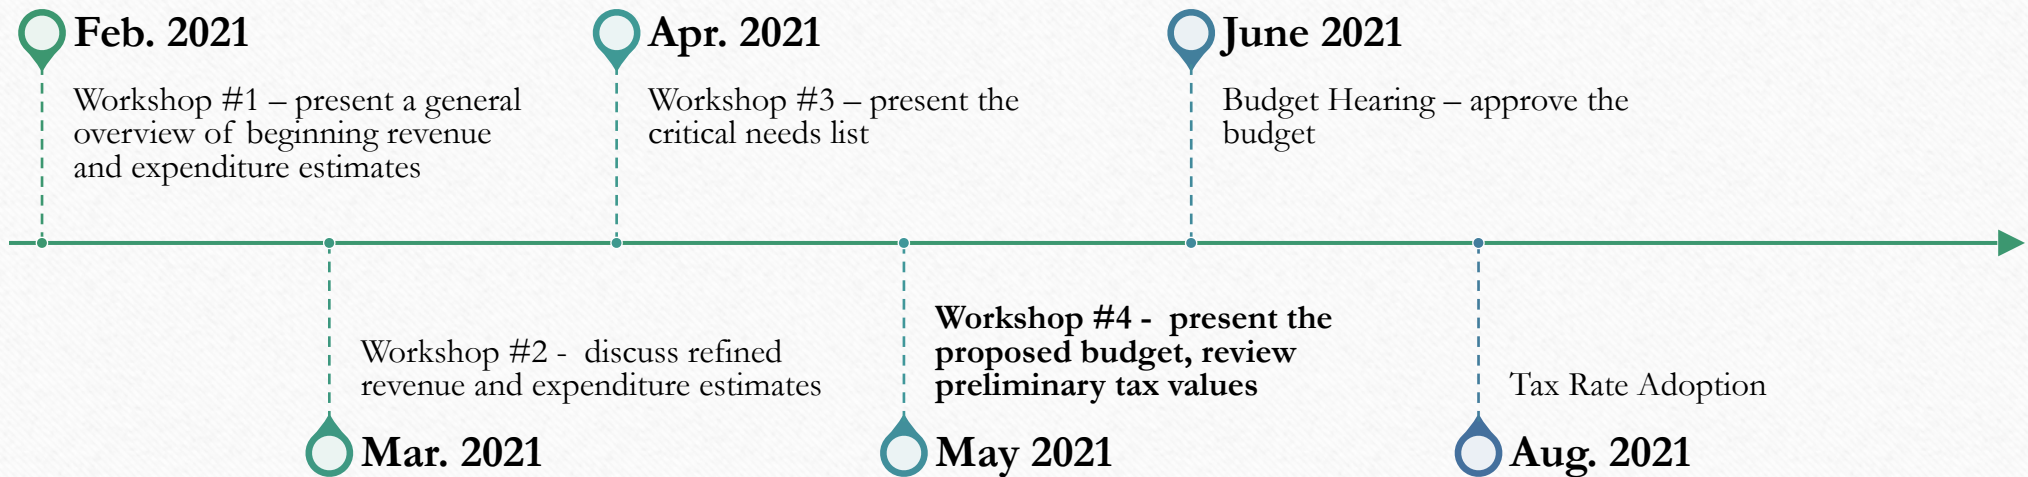 Feb. 2021
Workshop #1 – present a general
overview of beginning revenue
and expenditure estimates
Workshop #2 -  discuss refined
revenue and expenditure estimates
Mar. 2021
Apr. 2021
Workshop #3 – present the
critical needs list
Workshop #4 -  present the
proposed budget, review
preliminary tax values
May 2021
June 2021
Budget Hearing – approve the
budget
Tax Rate Adoption
Aug. 2021